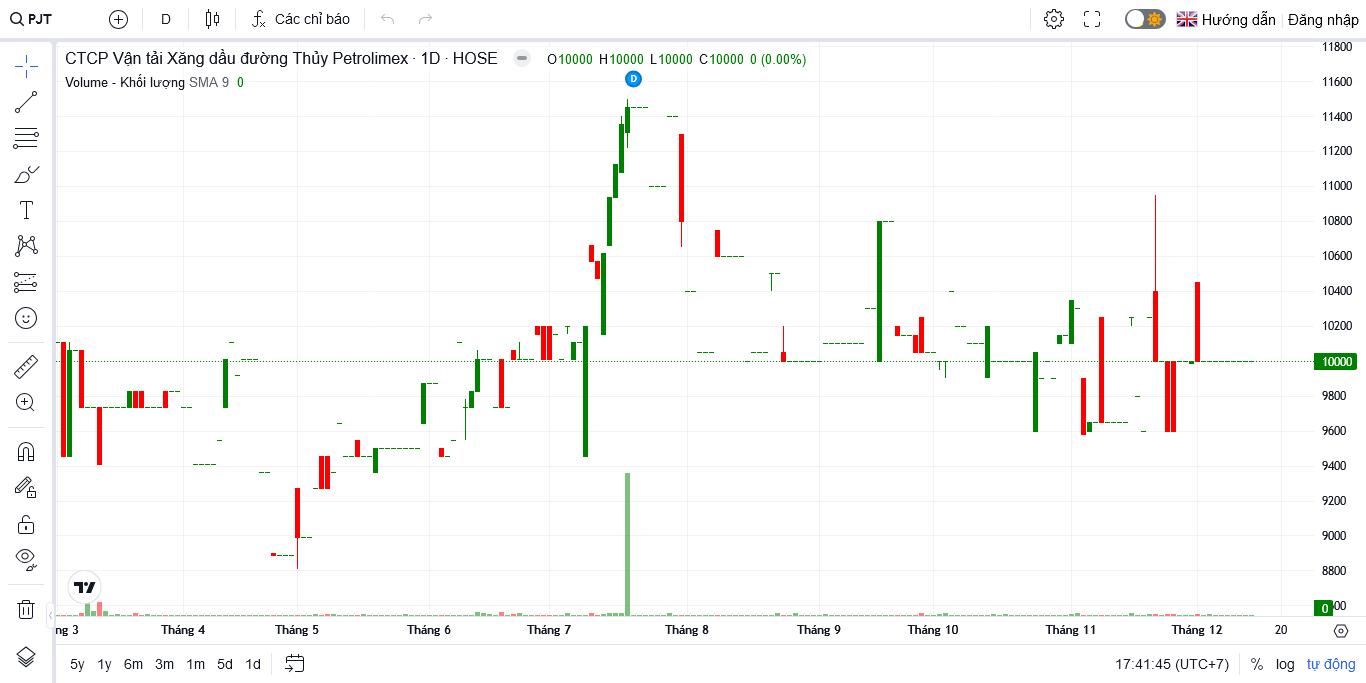 PJT D Các chỉ báo Hướng dẫn Đăng nhập
CTCP Vận tải Xăng dầu đường Thủy Petrolimex · 1D · HOSE O10000 H10000 L10000 C10000 0 (0.00%)
Volume - Khối lượng SMA 9 0
D
11800
11600
11400
11200
11000
10800
10600
10400
10200
10000
9800
9600
9400
9200
9000
8800
0
ng 3 Tháng 4 Tháng 5 Tháng 6 Tháng 7 Tháng 8 Tháng 9 Tháng 10 Tháng 11 Tháng 12 20
5y 1y 6m 3m 1m 5d 1d 17:41:45 (UTC+7) % log tự động